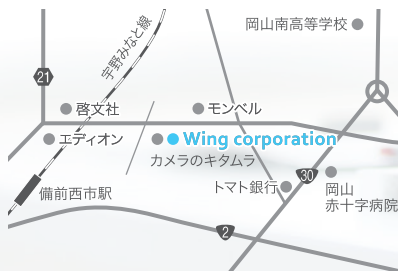 岡山南高等学校
宇野みなと線
21
啓文社
モンベル
エディオン
Wing corporation
カメラのキタムラ
トマト銀行
30
岡山
赤十字病院
備前西市駅
2